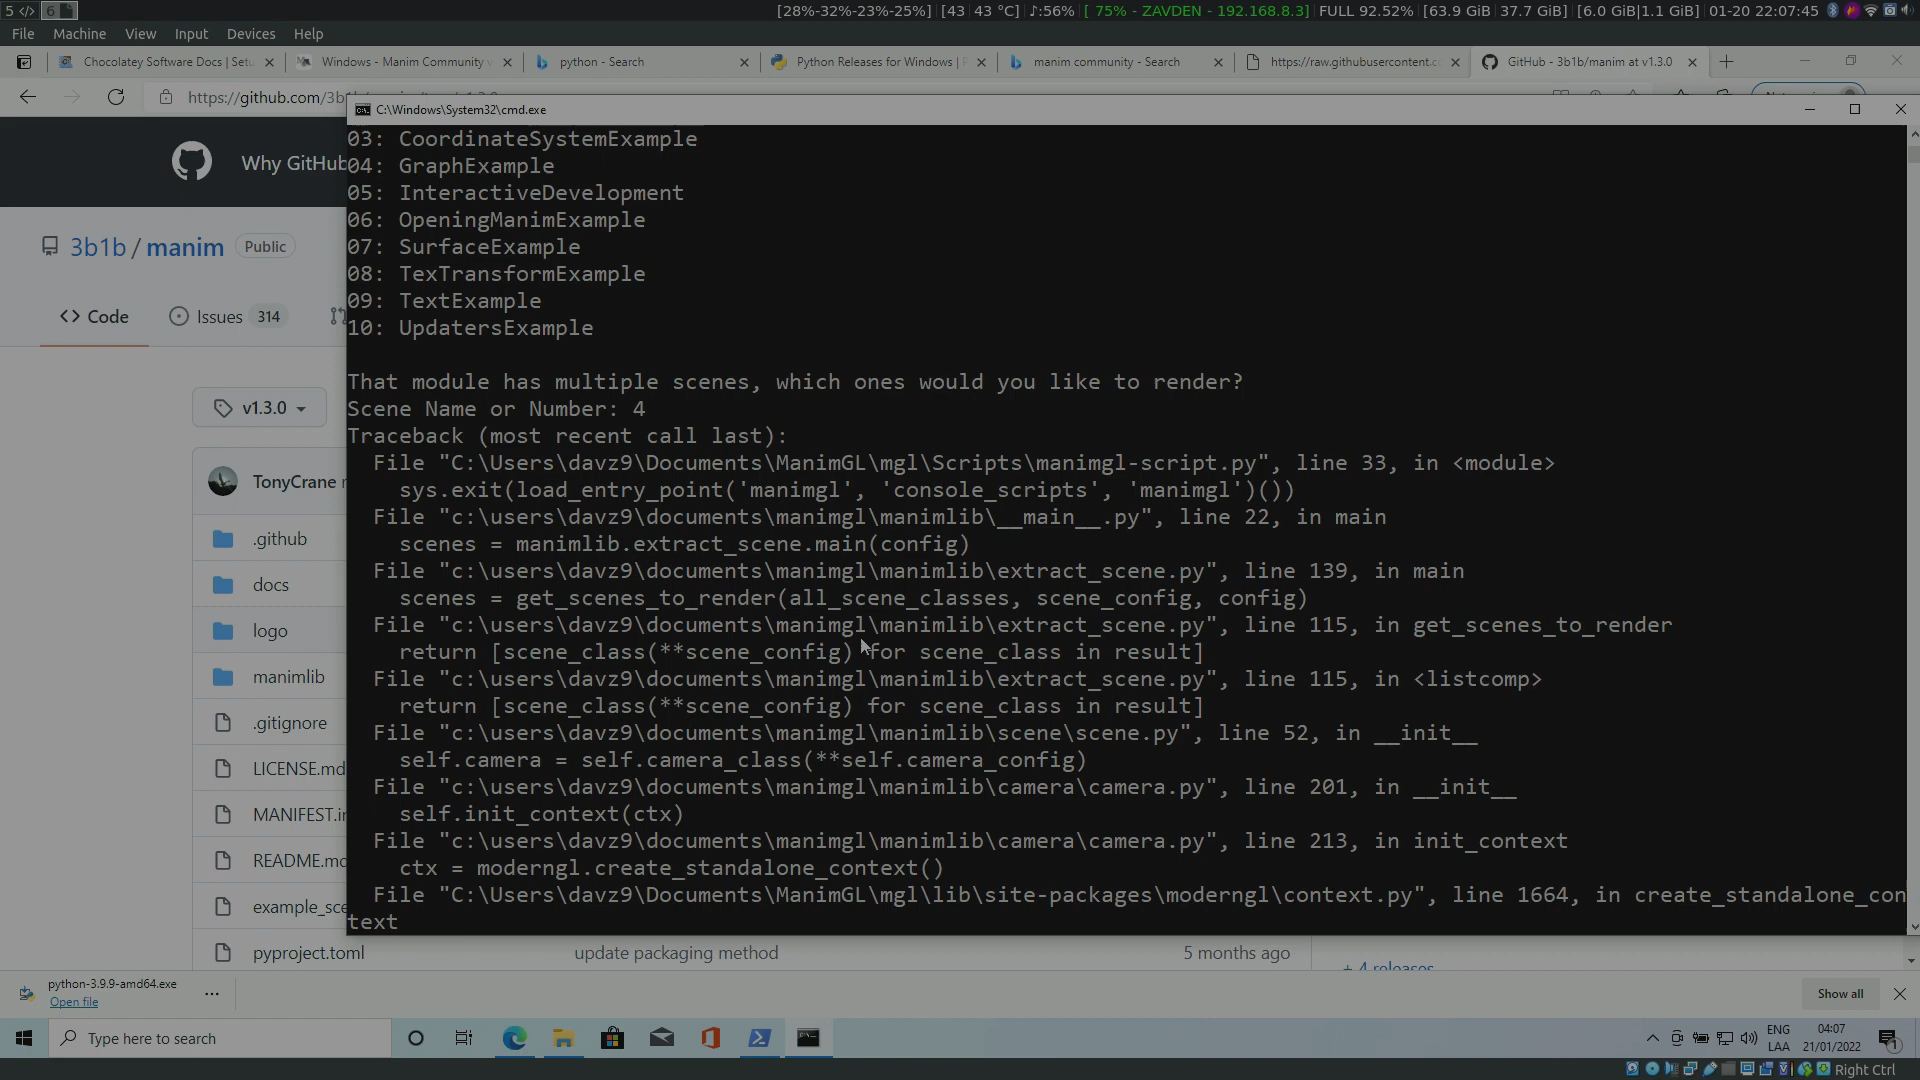 5 </> 6 [28%-32%-23%-25%] [43 43 °C] ♪:56% [ 75% - ZAVDEN - 192.168.8.3] FULL 92.52% [63.9 GiB 37.7 GiB] [6.0 GiB|1.1 GiB] 01-20 22:07:45
File Machine View Input Devices Help
Chocolatey Software Docs | Setu Windows - Manim Community v python - Search Python Releases for Windows | manim community - Search https://raw.githubusercontent.c GitHub - 3b1b/manim at v1.3.0
https://github.com/3b1b
C:\Windows\System32\cmd.exe
Why GitHub
3b1b / manim Public
Code Issues 314
v1.3.0
TonyCrane
.github
docs
logo
manimlib
.gitignore
LICENSE.md
MANIFEST.in
README.md
example_sce
pyproject.toml update packaging method 5 months ago
+ 4 releases
03: CoordinateSystemExample
04: GraphExample
05: InteractiveDevelopment
06: OpeningManimExample
07: SurfaceExample
08: TexTransformExample
09: TextExample
10: UpdatersExample
That module has multiple scenes, which ones would you like to render?
Scene Name or Number: 4
Traceback (most recent call last):
File "C:\Users\davz9\Documents\ManimGL\mgl\Scripts\manimgl-script.py", line 33, in <module>
sys.exit(load_entry_point('manimgl', 'console_scripts', 'manimgl')())
File "c:\users\davz9\documents\manimgl\manimlib\__main__.py", line 22, in main
scenes = manimlib.extract_scene.main(config)
File "c:\users\davz9\documents\manimgl\manimlib\extract_scene.py", line 139, in main
scenes = get_scenes_to_render(all_scene_classes, scene_config, config)
File "c:\users\davz9\documents\manimgl\manimlib\extract_scene.py", line 115, in get_scenes_to_render
return [scene_class(**scene_config) for scene_class in result]
File "c:\users\davz9\documents\manimgl\manimlib\extract_scene.py", line 115, in <listcomp>
return [scene_class(**scene_config) for scene_class in result]
File "c:\users\davz9\documents\manimgl\manimlib\scene\scene.py", line 52, in __init__
self.camera = self.camera_class(**self.camera_config)
File "c:\users\davz9\documents\manimgl\manimlib\camera\camera.py", line 201, in __init__
self.init_context(ctx)
File "c:\users\davz9\documents\manimgl\manimlib\camera\camera.py", line 213, in init_context
ctx = moderngl.create_standalone_context()
File "C:\Users\davz9\Documents\ManimGL\mgl\lib\site-packages\moderngl\context.py", line 1664, in create_standalone_con
text
python-3.9.9-amd64.exe
Open file
Show all
Type here to search
ENG
LAA
04:07
21/01/2022
1
Right Ctrl